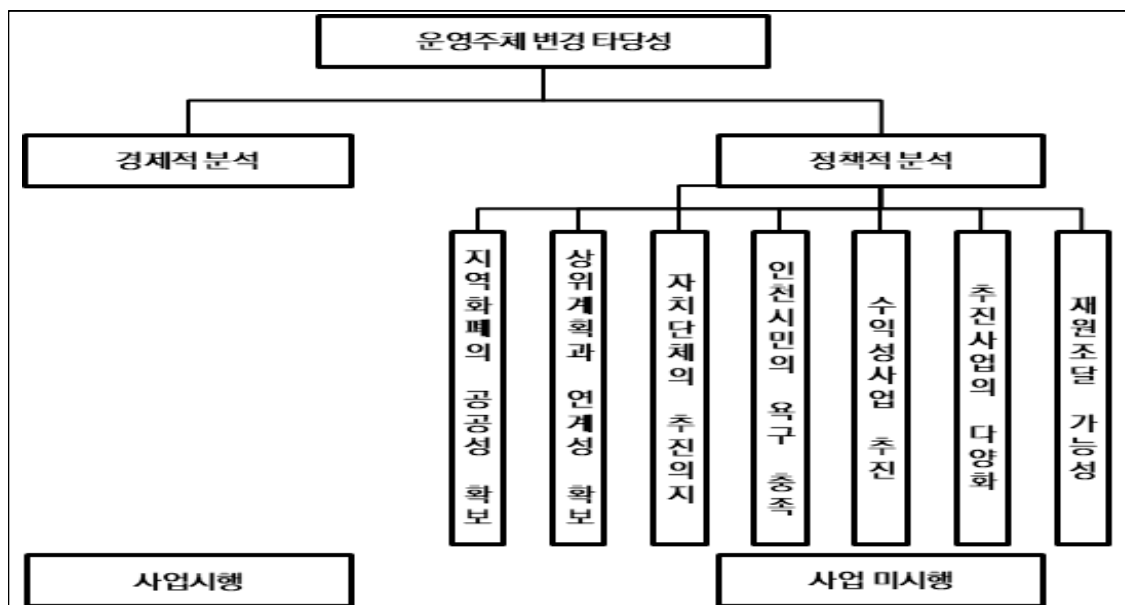 운영주체 변경 타당성
경제적 분석
정책적 분석
지역화폐의 공공성 확보
상위계획과 연계성 확보
자치단체의 추진의지
인천시민의 욕구 충족
수익성사업 추진
추진사업의 다양화
재원조달 가능성
사업시행
사업 미시행